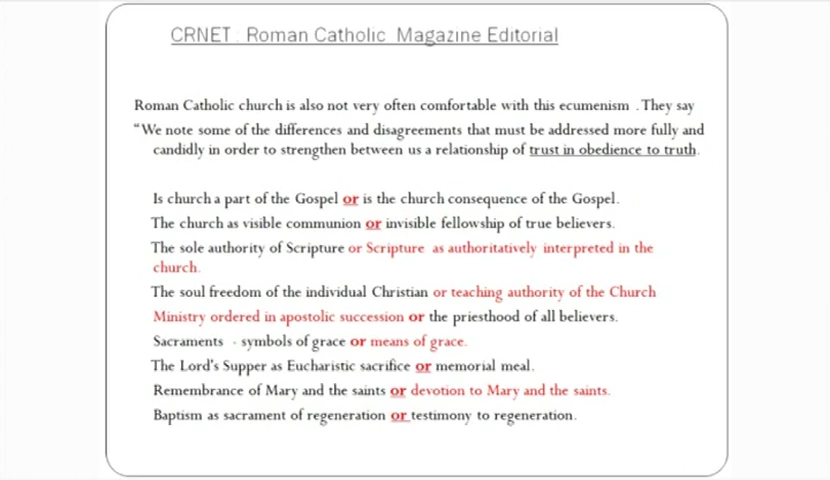 CRNET : Roman Catholic Magazine Editorial
Roman Catholic church is also not very often comfortable with this ecumenism . They say
“We note some of the differences and disagreements that must be addressed more fully and
candidly in order to strengthen between us a relationship of trust in obedience to truth.
Is church a part of the Gospel or is the church consequence of the Gospel.
The church as visible communion or invisible fellowship of true believers.
The sole authority of Scripture or Scripture as authoritatively interpreted in the
church.
The soul freedom of the individual Christian or teaching authority of the Church
Ministry ordered in apostolic succession or the priesthood of all believers.
Sacraments - symbols of grace or means of grace.
The Lord's Supper as Eucharistic sacrifice or memorial meal.
Remembrance of Mary and the saints or devotion to Mary and the saints.
Baptism as sacrament of regeneration or testimony to regeneration.